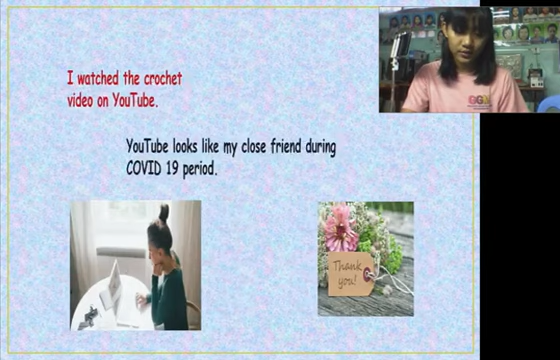 I watched the crochet
video on YouTube.
YouTube looks like my close friend during
COVID 19 period.
Thank
you!